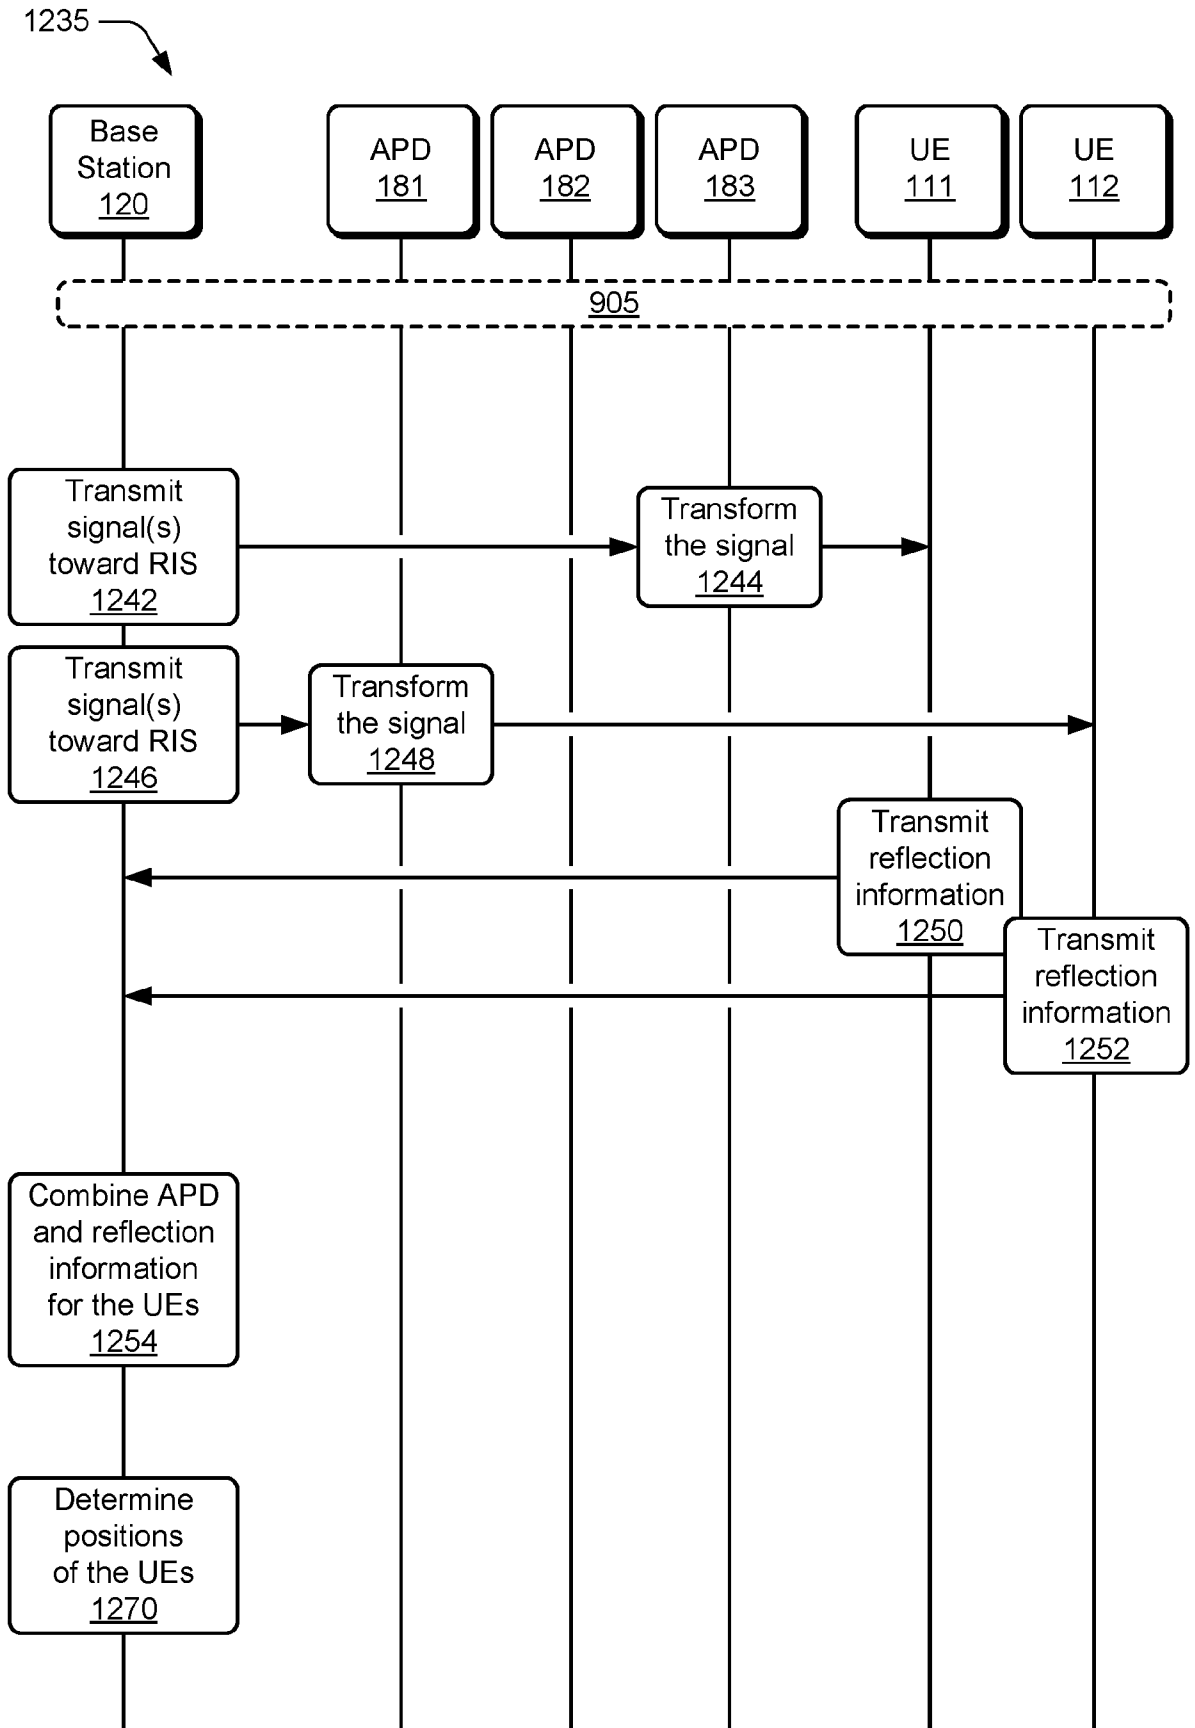 1235
Base
Station
120
APD
181
APD
182
APD
183
UE
111
UE
112
905
Transmit
signal(s)
toward RIS
1242
Transform
the signal
1244
Transmit
signal(s)
toward RIS
1246
Transform
the signal
1248
Transmit
reflection
information
1250
Transmit
reflection
information
1252
Combine APD
and reflection
information
for the UEs
1254
Determine
positions
of the UEs
1270